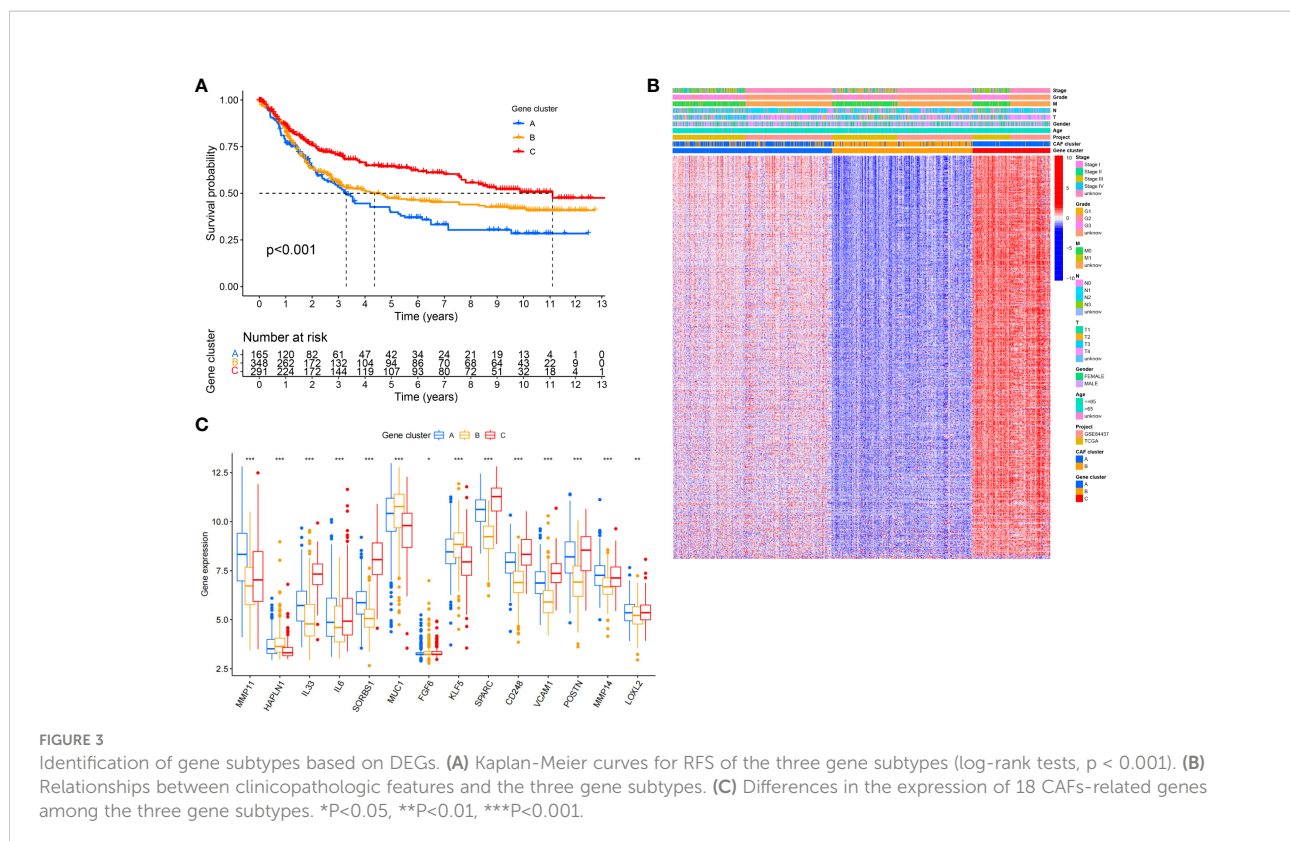 A
Gene cluster
A
B
C
1.00
0.75
0.50
0.25
0.00
Survival probability
p<0.001
0 1 2 3 4 5 6 7 8 9 10 11 12 13
Time (years)
Number at risk
Gene cluster
A 165 120 82 61 47 42 34 24 21 19 13 4 1 0
B 348 262 172 132 104 94 86 70 68 64 43 22 9 0
C 291 224 172 144 119 107 93 80 72 51 32 18 4 1
0 1 2 3 4 5 6 7 8 9 10 11 12 13
Time (years)
B
Stage
Grade
M
N
T
Gender
Age
Project
CAF cluster
Gene cluster
10
5
0
−5
−10
Stage
Stage I
Stage II
Stage III
Stage IV
unknow
Grade
G1
G2
G3
unknow
M
M0
M1
unknow
N
N0
N1
N2
N3
unknow
T
T1
T2
T3
T4
unknow
Gender
FEMALE
MALE
Age
<=65
>65
unknow
Project
GSE84437
TCGA
CAF cluster
A
B
Gene cluster
A
B
C
C
Gene cluster A B C
*** *** *** *** *** *** * *** *** *** *** *** *** **
12.5
10.0
7.5
5.0
2.5
Gene expression
MMP11
HAPLN1
IL33
IL6
SORBS1
MUC1
FGF6
KLF5
SPARC
CD248
VCAM1
POSTN
MMP14
LOXL2
FIGURE 3
Identification of gene subtypes based on DEGs. (A) Kaplan-Meier curves for RFS of the three gene subtypes (log-rank tests, p < 0.001). (B)
Relationships between clinicopathologic features and the three gene subtypes. (C) Differences in the expression of 18 CAFs-related genes
among the three gene subtypes. *P<0.05, **P<0.01, ***P<0.001.